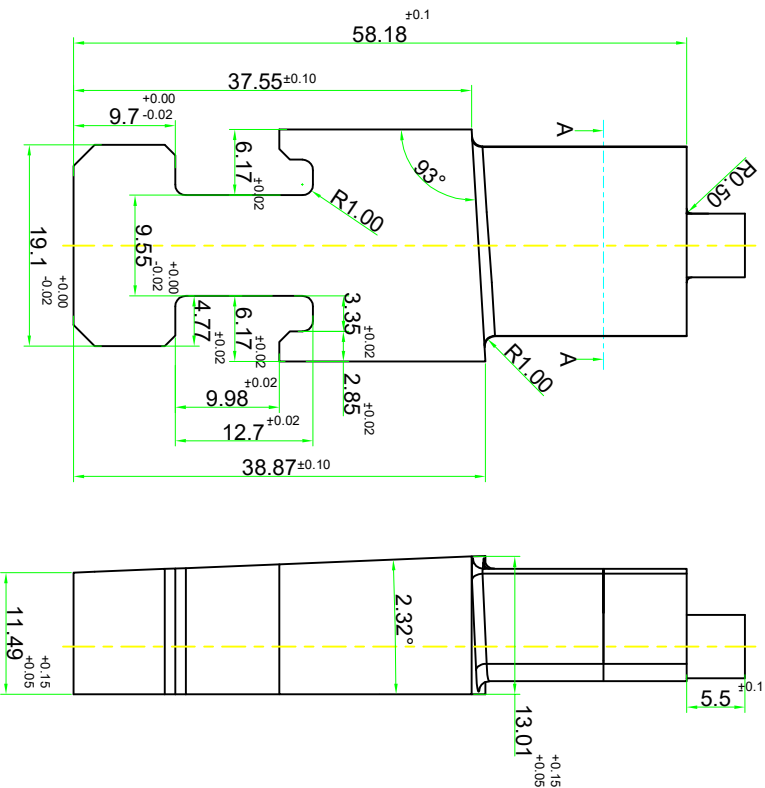 58.18 ±0.1
37.55 ±0.10
9.7 +0.00 -0.02
A
6.17 ±0.02
93°
R0.50
R1.00
19.1 +0.00 -0.02
9.55 +0.00 -0.02
4.77 ±0.02
6.17 ±0.02
3.35 ±0.02
2.85 ±0.02
R1.00
A
9.98 ±0.02
12.7 ±0.02
38.87 ±0.10
11.49 +0.15 +0.05
2.32°
13.01 +0.15 +0.05
5.5 ±0.1